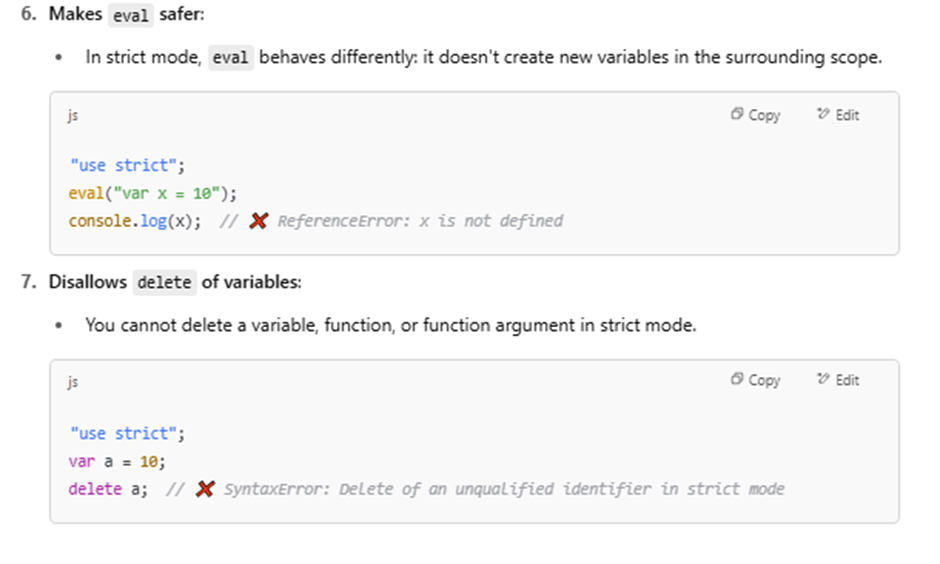 6. Makes eval safer:
• In strict mode, eval behaves differently: it doesn't create new variables in the surrounding scope.
js Copy Edit
"use strict";
eval("var x = 10");
console.log(x); // ❌ ReferenceError: x is not defined
7. Disallows delete of variables:
• You cannot delete a variable, function, or function argument in strict mode.
js Copy Edit
"use strict";
var a = 10;
delete a; // ❌ SyntaxError: Delete of an unqualified identifier in strict mode